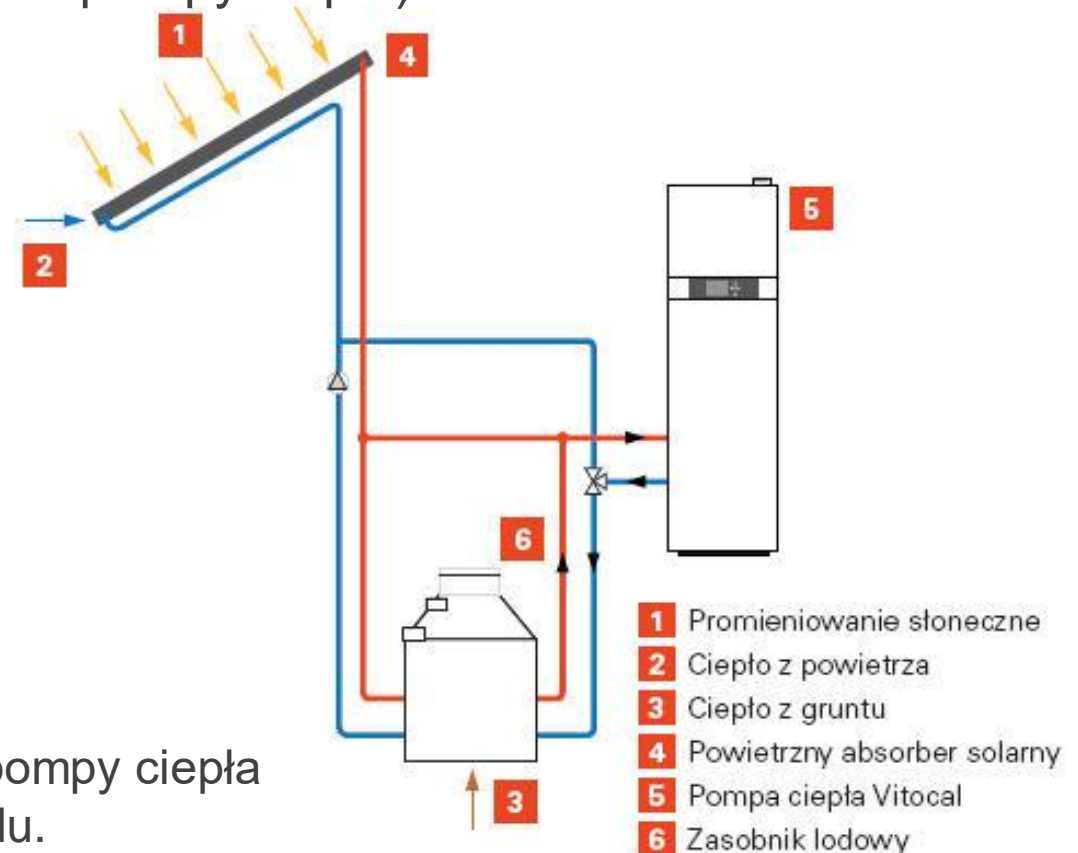 1
4
5
2
6
1 Promieniowanie słoneczne
2 Ciepło z powietrza
3 Ciepło z gruntu
4 Powietrzny absorber solarny
5 Pompa ciepła Vitocal
6 Zasobnik lodowy
3
pompy ciepła
du.